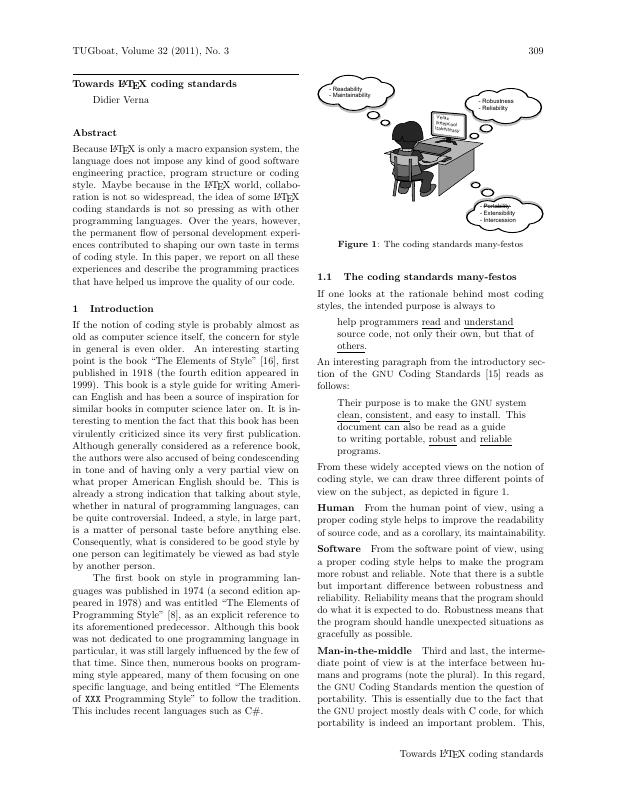 TUGboat, Volume 32 (2011), No. 3
309
Towards LATEX coding standards
Didier Verna
Abstract
Because LATEX is only a macro expansion system, the
language does not impose any kind of good software
engineering practice, program structure or coding
style. Maybe because in the LATEX world, collabo-
ration is not so widespread, the idea of some LATEX
coding standards is not so pressing as with other
programming languages. Over the years, however,
the permanent flow of personal development experi-
ences contributed to shaping our own taste in terms
of coding style. In this paper, we report on all these
experiences and describe the programming practices
that have helped us improve the quality of our code.
1 Introduction
If the notion of coding style is probably almost as
old as computer science itself, the concern for style
in general is even older. An interesting starting
point is the book “The Elements of Style” [16], first
published in 1918 (the fourth edition appeared in
1999). This book is a style guide for writing Ameri-
can English and has been a source of inspiration for
similar books in computer science later on. It is in-
teresting to mention the fact that this book has been
virulently criticized since its very first publication.
Although generally considered as a reference book,
the authors were also accused of being condescending
in tone and of having only a very partial view on
what proper American English should be. This is
already a strong indication that talking about style,
whether in natural of programming languages, can
be quite controversial. Indeed, a style, in large part,
is a matter of personal taste before anything else.
Consequently, what is considered to be good style by
one person can legitimately be viewed as bad style
by another person.
The first book on style in programming lan-
guages was published in 1974 (a second edition ap-
peared in 1978) and was entitled “The Elements of
Programming Style” [8], as an explicit reference to
its aforementioned predecessor. Although this book
was not dedicated to one programming language in
particular, it was still largely influenced by the few of
that time. Since then, numerous books on program-
ming style appeared, many of them focusing on one
specific language, and being entitled “The Elements
of XXX Programming Style” to follow the tradition.
This includes recent languages such as C#.
- Readability
- Maintainability
- Robustness
- Reliability
- Portability
- Extensibility
- Intercession
Figure 1: The coding standards many-festos
1.1 The coding standards many-festos
If one looks at the rationale behind most coding
styles, the intended purpose is always to
help programmers read and understand
source code, not only their own, but that of
others.
An interesting paragraph from the introductory sec-
tion of the GNU Coding Standards [15] reads as
follows:
Their purpose is to make the GNU system
clean, consistent, and easy to install. This
document can also be read as a guide
to writing portable, robust and reliable
programs.
From these widely accepted views on the notion of
coding style, we can draw three different points of
view on the subject, as depicted in figure 1.
Human From the human point of view, using a
proper coding style helps to improve the readability
of source code, and as a corollary, its maintainability.
Software From the software point of view, using
a proper coding style helps to make the program
more robust and reliable. Note that there is a subtle
but important difference between robustness and
reliability. Reliability means that the program should
do what it is expected to do. Robustness means that
the program should handle unexpected situations as
gracefully as possible.
Man-in-the-middle Third and last, the interme-
diate point of view is at the interface between hu-
mans and programs (note the plural). In this regard,
the GNU Coding Standards mention the question of
portability. This is essentially due to the fact that
the GNU project mostly deals with C code, for which
portability is indeed an important problem. This,
Towards LATEX coding standards